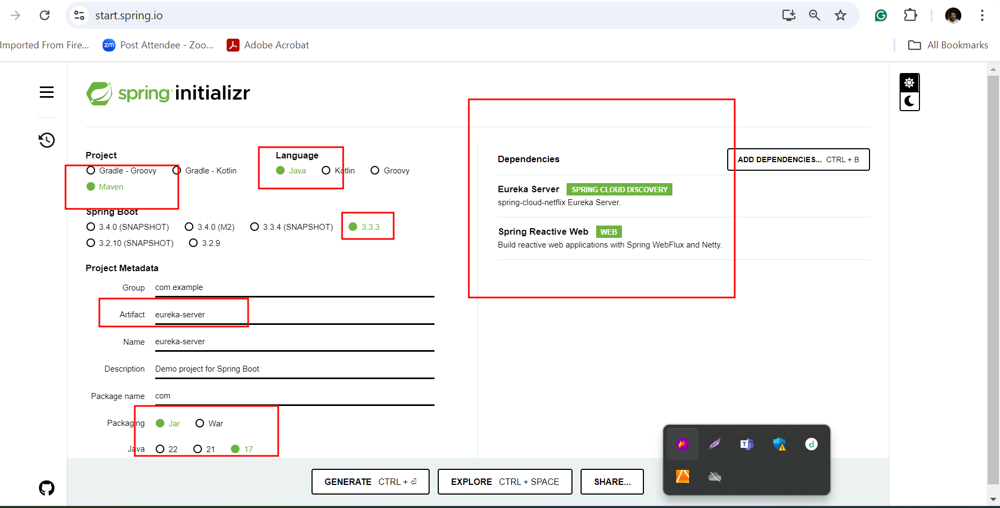 start.spring.io
Imported From Fire...
zm Post Attendee - Zoo...
Adobe Acrobat
All Bookmarks
spring initializr
Project
Gradle - Groovy Gradle - Kotlin
Maven
Language
Java Kotlin Groovy
Spring Boot
3.4.0 (SNAPSHOT) 3.4.0 (M2) 3.3.4 (SNAPSHOT) 3.3.3
3.2.10 (SNAPSHOT) 3.2.9
Project Metadata
Group com.example
Artifact eureka-server
Name eureka-server
Description Demo project for Spring Boot
Package name com
Packaging Jar War
Java 22 21 17
Dependencies
ADD DEPENDENCIES... CTRL + B
Eureka Server SPRING CLOUD DISCOVERY
spring-cloud-netflix Eureka Server.
Spring Reactive Web WEB
Build reactive web applications with Spring WebFlux and Netty.
GENERATE CTRL + ⏎
EXPLORE CTRL + SPACE
SHARE...
T
d